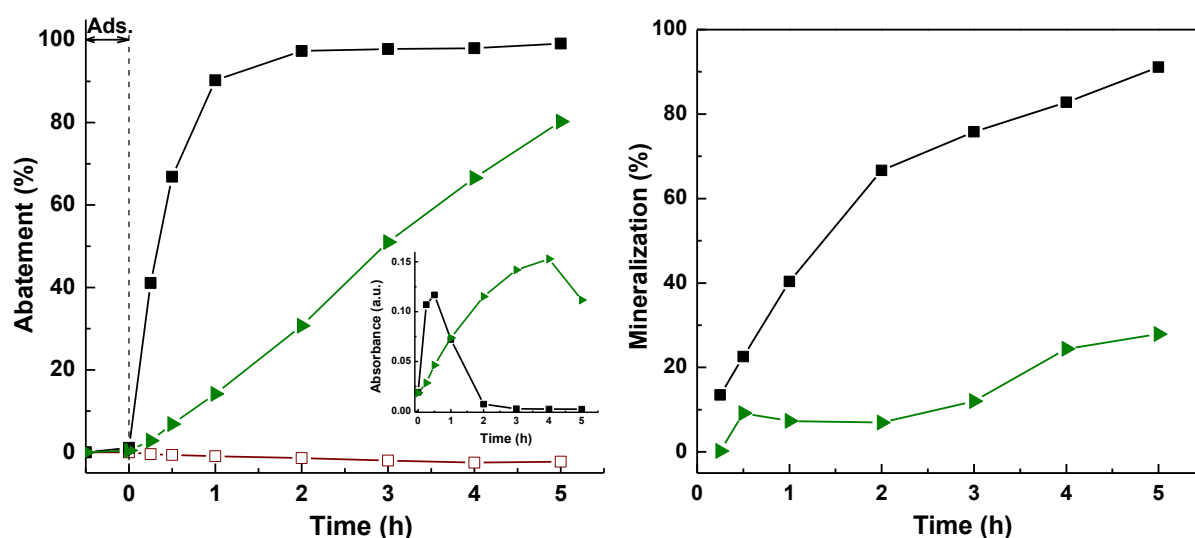 Ads.
100
80
60
40
20
0
Abatement (%)
0 1 2 3 4 5
Time (h)
0.15
0.10
0.05
0.00
Absorbance (a.u.)
0 1 2 3 4 5
Time (h)
100
80
60
40
20
0
Mineralization (%)
0 1 2 3 4 5
Time (h)